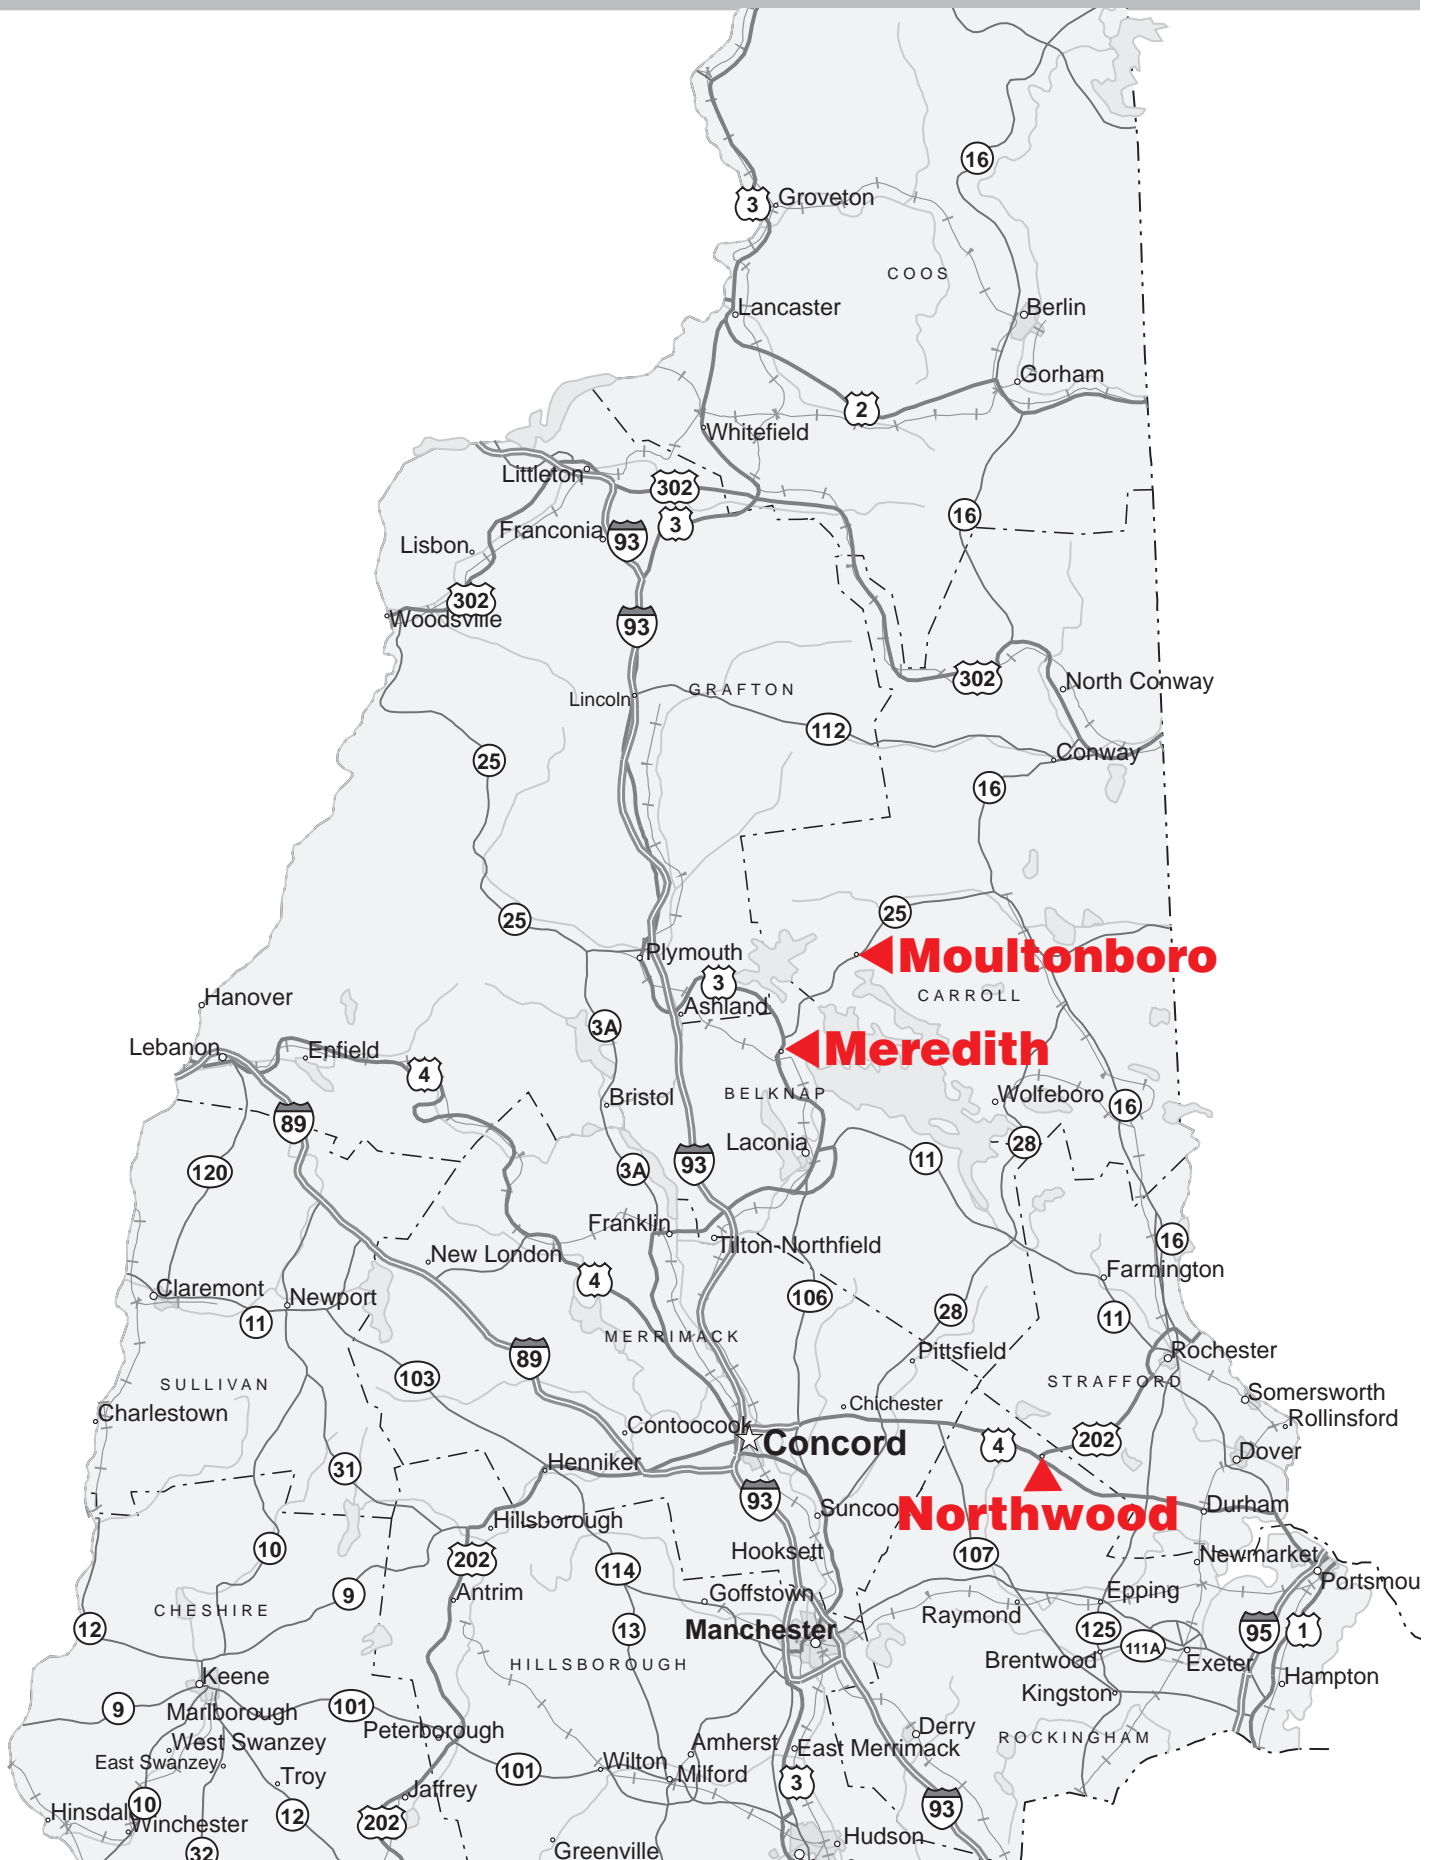 16
3
Groveton
COOS
Lancaster
Berlin
Gorham
2
Whitefield
Littleton
302
16
3
Franconia
93
Lisbon
302
Woodsville
93
302
North Conway
GRAFTON
Lincoln
112
Conway
25
16
25
25
Plymouth
Moultonboro
3
CARROLL
Hanover
Ashland
3A
Lebanon
Enfield
Meredith
4
BELKNAP
Bristol
Wolfeboro
16
89
Laconia
28
11
93
120
3A
Franklin
Tilton-Northfield
16
New London
Farmington
4
Claremont
Newport
106
28
11
11
MERRIMACK
Pittsfield
Rochester
89
103
SULLIVAN
STRAFFORD
Somersworth
Charlestown
Chichester
Rollinsford
Contoocook
Concord
4
202
Dover
Henniker
31
93
Suncoo
Northwood
Durham
Hillsborough
10
202
Hooksett
107
Newmarket
114
Portsmou
9
Antrim
Goffstown
Epping
CHESHIRE
Raymond
12
13
Manchester
125
111A
95
1
HILLSBOROUGH
Brentwood
Exeter
Keene
Hampton
Kingston
9
Marlborough
101
Peterborough
Derry
ROCKINGHAM
West Swanzey
Amherst
East Merrimack
East Swanzey
101
Wilton
Milford
Troy
3
Jaffrey
10
93
Hinsdal
12
Winchester
202
Hudson
32
Greenville